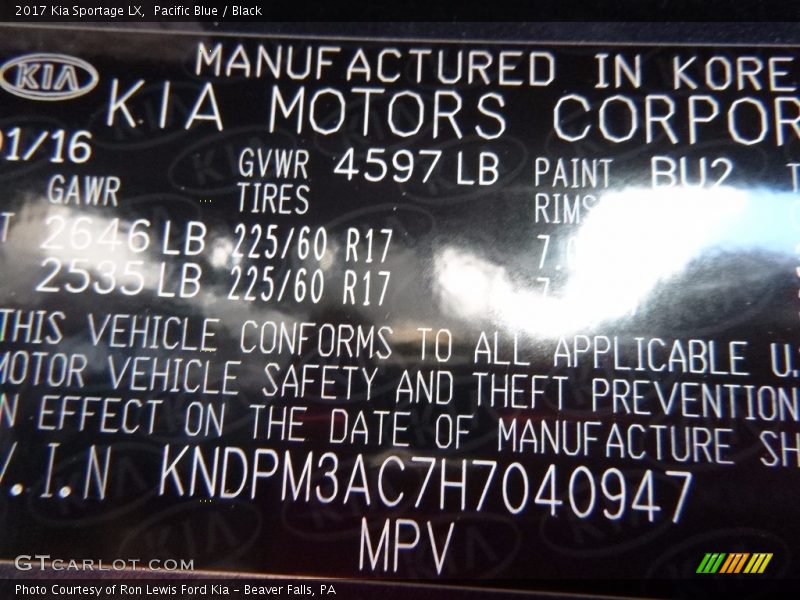 2017 Kia Sportage LX,  Pacific Blue / Black
KIA
MANUFACTURED IN KORE
KIA MOTORS CORPOR
01/16
GVWR 4597 LB PAINT BU2 T
GAWR TIRES RIMS
T 2646 LB 225/60 R17 7.0
2535 LB 225/60 R17 7
THIS VEHICLE CONFORMS TO ALL APPLICABLE U.
MOTOR VEHICLE SAFETY AND THEFT PREVENTION
N EFFECT ON THE DATE OF MANUFACTURE SH
V.I.N KNDPM3AC7H7040947
MPV
GTCARLOT.COM
Photo Courtesy of Ron Lewis Ford Kia - Beaver Falls, PA